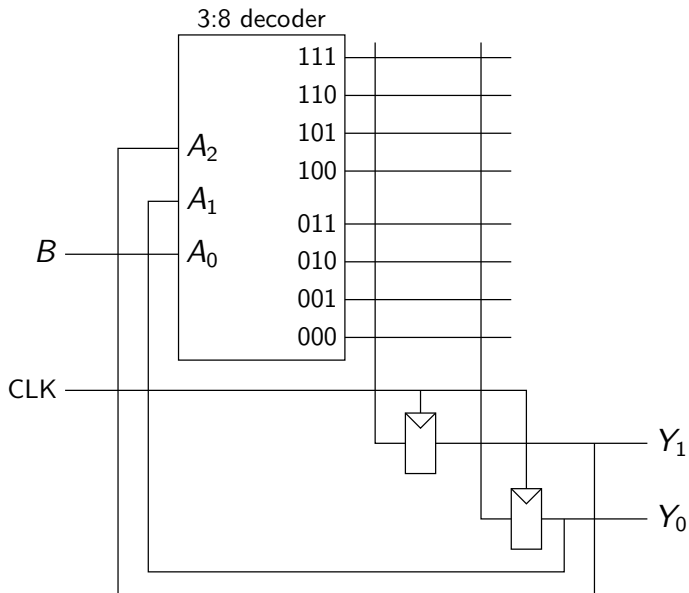 3:8 decoder
111
110
101
A₂
100
A₁
011
B
A₀
010
001
000
CLK
Y₁
Y₀